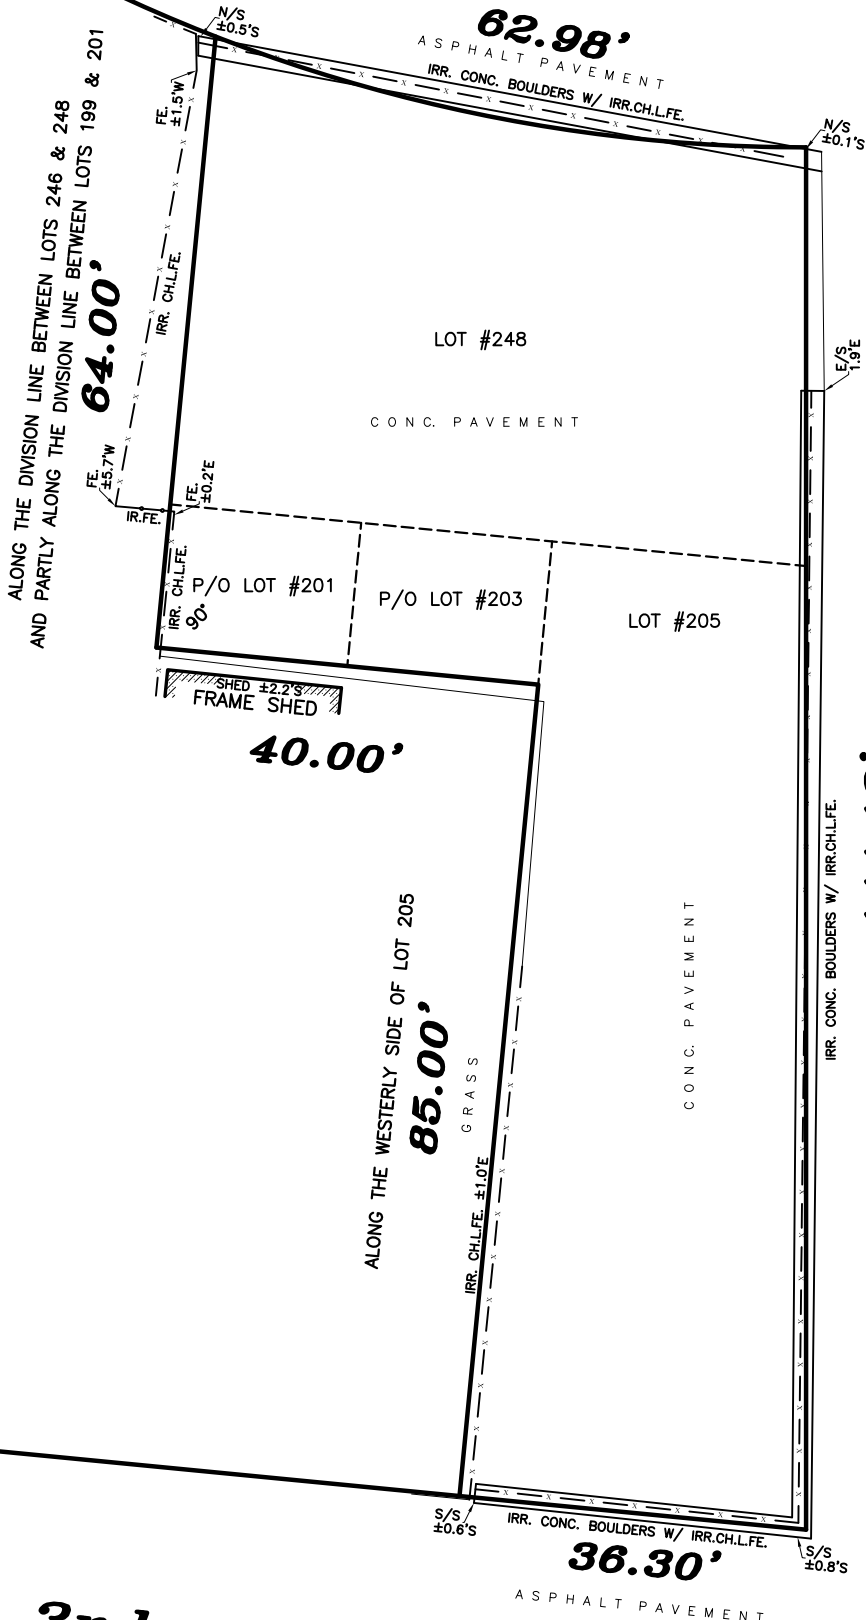 N/S
±0.5'S
62.98'
ASPHALT PAVEMENT
IRR. CONC. BOULDERS W/ IRR.CH.L.FE.
N/S
±0.1'S
FE.
±1.5'W
ALONG THE DIVISION LINE BETWEEN LOTS 246 & 248
AND PARTLY ALONG THE DIVISION LINE BETWEEN LOTS 199 & 201
64.00'
IRR. CH.L.FE.
LOT #248
E/S
1.9'E
CONC. PAVEMENT
FE.
±5.7'W
FE.
±0.2'E
IR.FE.
IRR. CH.L.FE.
P/O LOT #201
90°
P/O LOT #203
LOT #205
SHED ±2.2'S
FRAME SHED
40.00'
IRR. CONC. BOULDERS W/ IRR.CH.L.FE.
ALONG THE WESTERLY SIDE OF LOT 205
85.00'
GRASS
CONC. PAVEMENT
IRR. CH.L.FE. ±1.0'E
S/S
±0.6'S
IRR. CONC. BOULDERS W/ IRR.CH.L.FE.
S/S
±0.8'S
36.30'
ASPHALT PAVEMENT